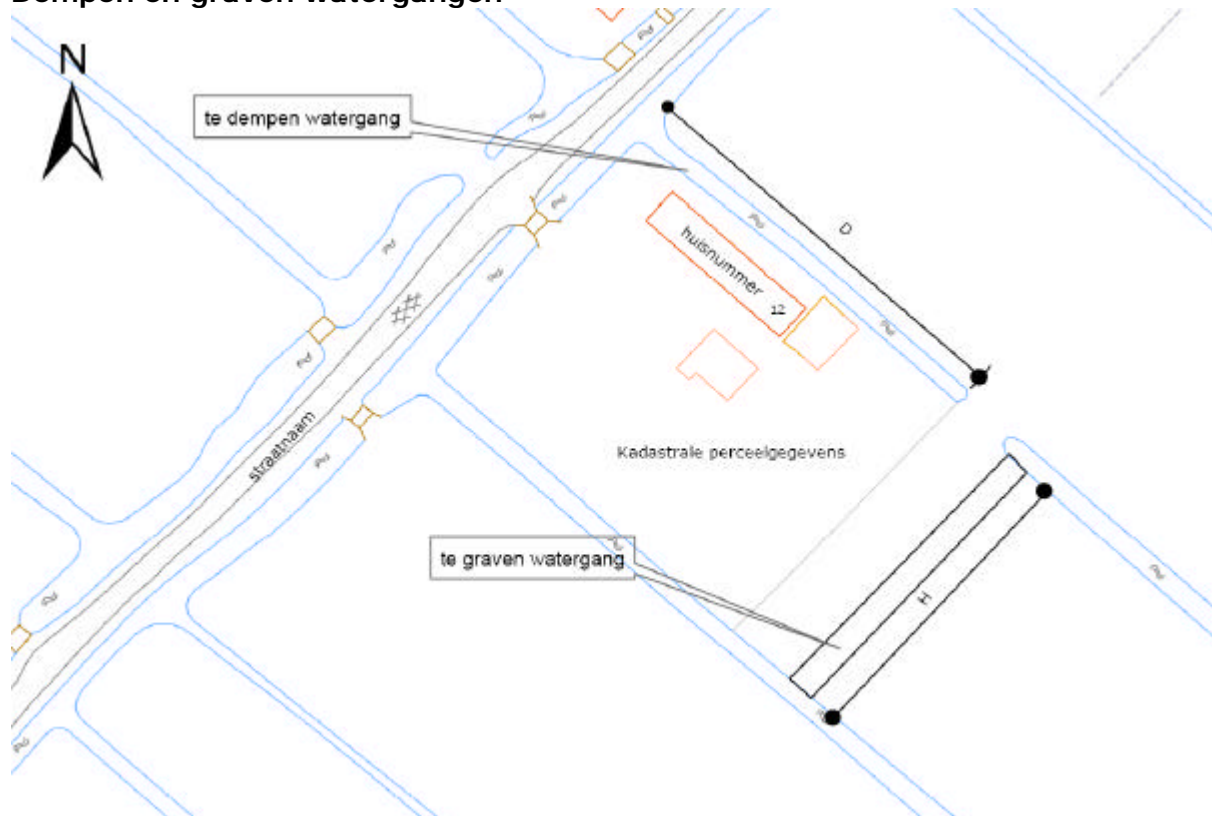 Dempen en graven watergangen
N
te dempen watergang
D
huisnummer 12
straatnaam
Kadastrale perceelgegevens
te graven watergang
H